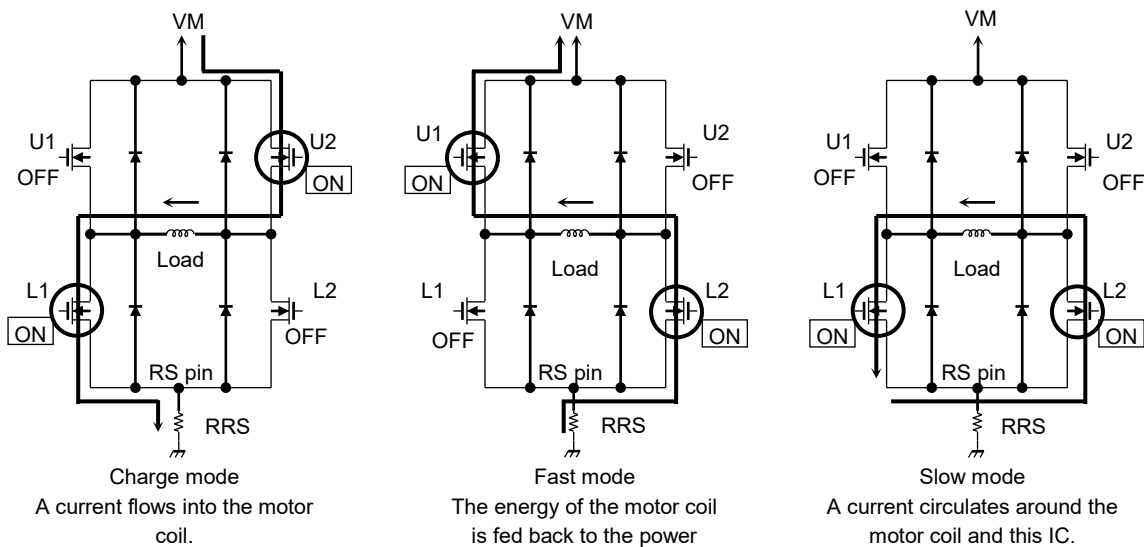 VM
U1
OFF
U2
ON
Load
L1
ON
L2
OFF
RS pin
RRS
Charge mode
A current flows into the motor
coil.
VM
U1
ON
U2
OFF
Load
L1
OFF
L2
ON
RS pin
RRS
Fast mode
The energy of the motor coil
is fed back to the power
VM
U1
OFF
U2
OFF
Load
L1
ON
L2
ON
RS pin
RRS
Slow mode
A current circulates around the
motor coil and this IC.